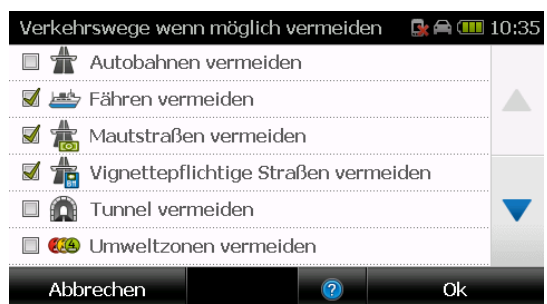 Verkehrswege wenn möglich vermeiden 10:35
Autobahnen vermeiden
Fähren vermeiden
Mautstraßen vermeiden
Vignettepflichtige Straßen vermeiden
Tunnel vermeiden
Umweltzonen vermeiden
Abbrechen ? Ok